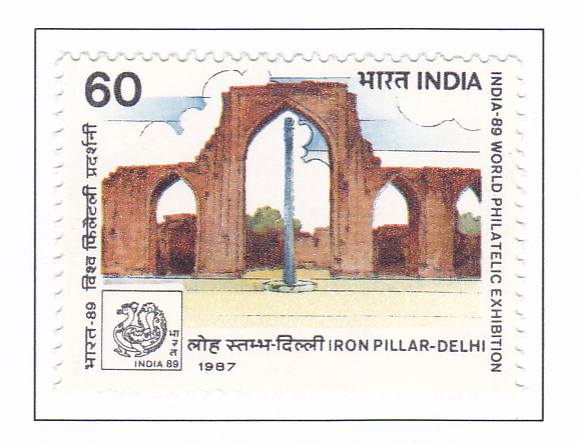 60
भारत INDIA
भारत-89 विश्व फिलैटली प्रदर्शनी
INDIA-89 WORLD PHILATELIC EXHIBITION
भारत
INDIA 89
लोह स्तम्भ-दिल्ली IRON PILLAR-DELHI
1987